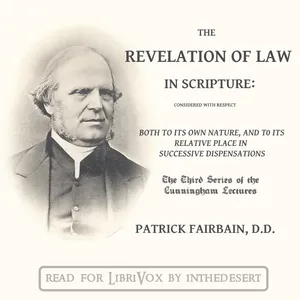 THE
REVELATION OF LAW
IN SCRIPTURE:
CONSIDERED WITH RESPECT
BOTH TO ITS OWN NATURE, AND TO ITS
RELATIVE PLACE IN
SUCCESSIVE DISPENSATIONS
The Third Series of the
Cunningham Lectures
PATRICK FAIRBAIN, D.D.
READ FOR LIBRIVOX BY INTHEDESERT